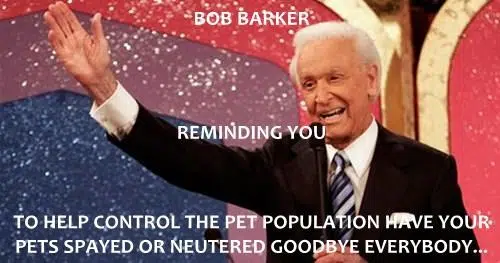 BOB BARKER
REMINDING YOU
TO HELP CONTROL THE PET POPULATION HAVE YOUR
PETS SPAYED OR NEUTERED GOODBYE EVERYBODY...